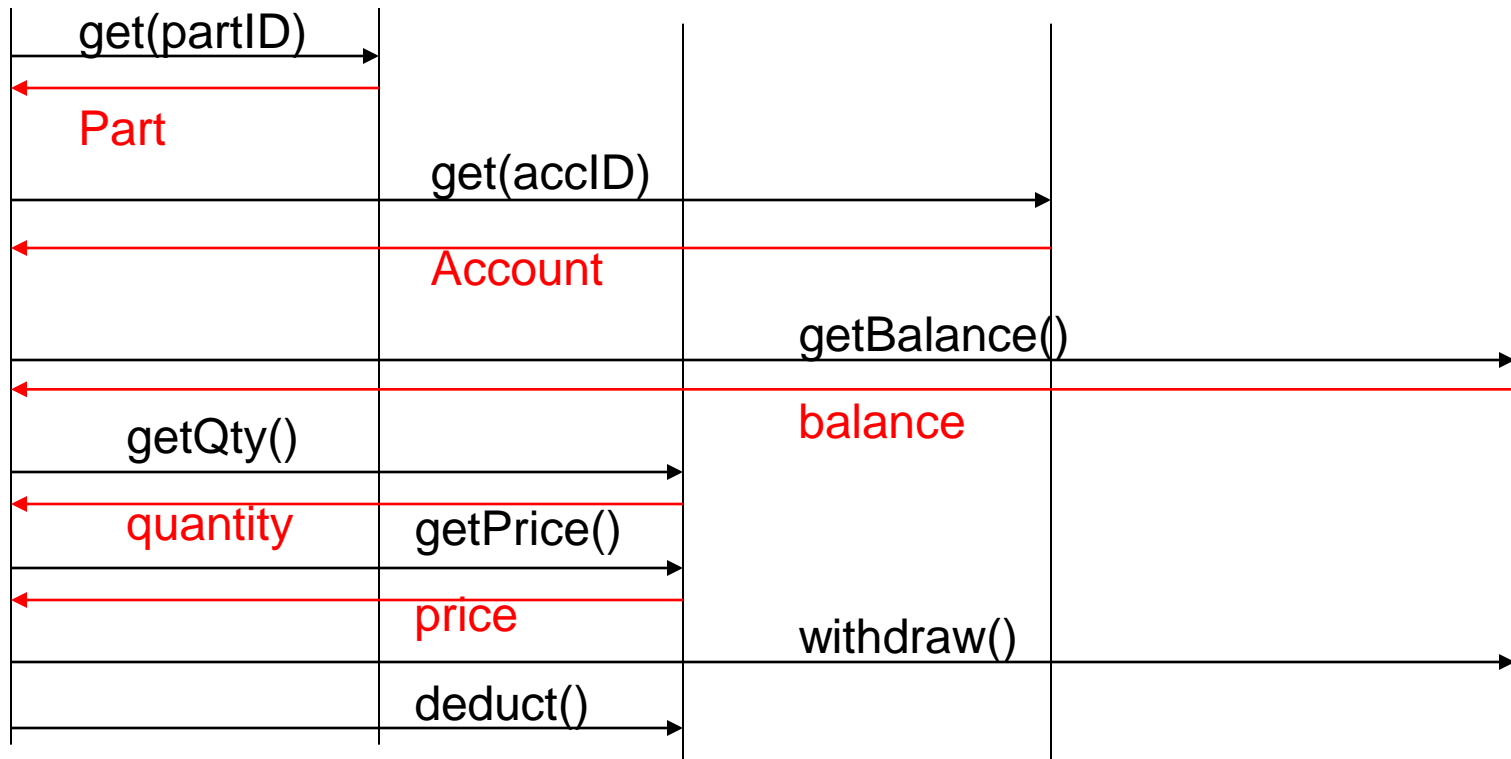 get(partID)
Part
get(accID)
Account
getBalance()
balance
getQty()
quantity
getPrice()
price
withdraw()
deduct()